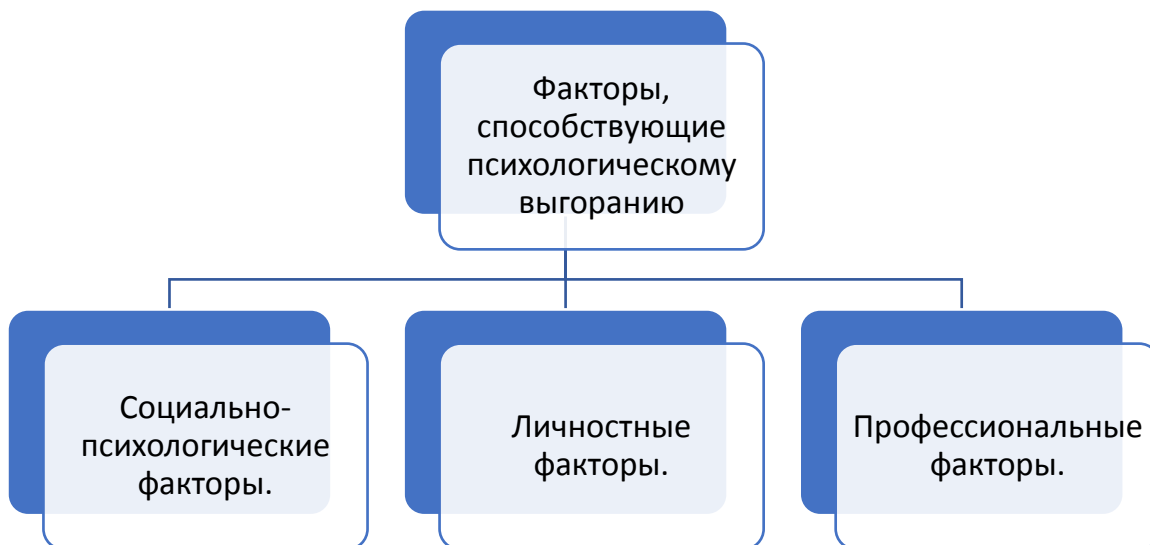 Факторы,
способствующие
психологическому
выгоранию
Социально-
психологические
факторы.
Личностные
факторы.
Профессиональные
факторы.